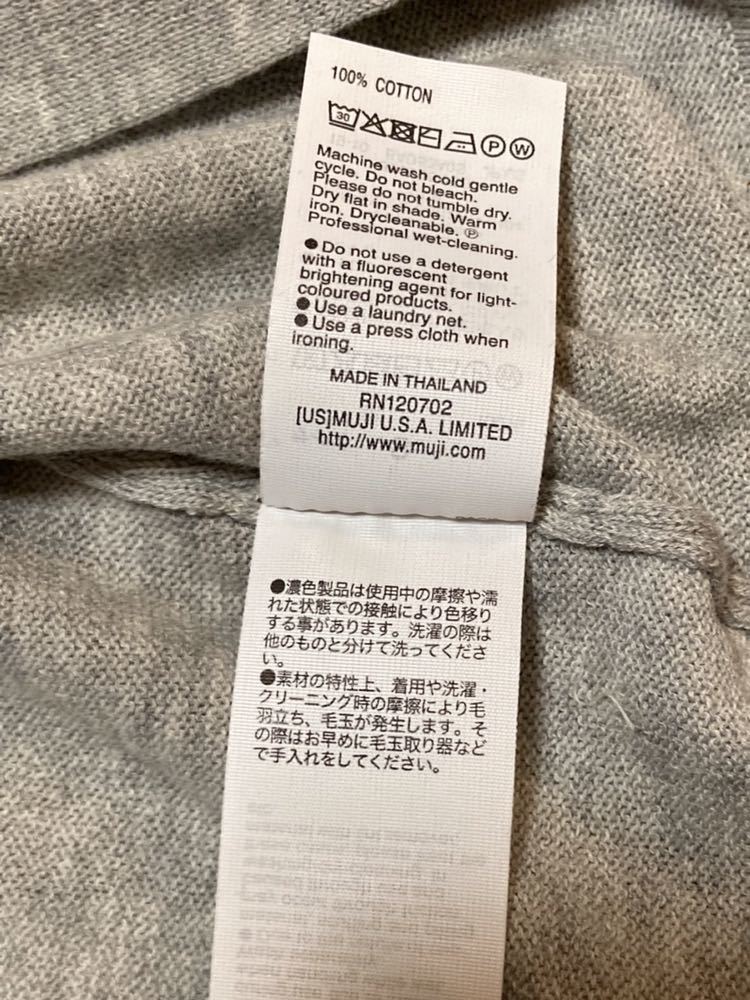 100% COTTON
30 P W
Machine wash cold gentle
cycle. Do not bleach.
Please do not tumble dry.
Dry flat in shade. Warm
iron. Drycleanable. Ⓟ
Professional wet-cleaning.
●Do not use a detergent
with a fluorescent
brightening agent for light-
coloured products.
●Use a laundry net.
●Use a press cloth when
ironing.
MADE IN THAILAND
RN120702
[US]MUJI U.S.A. LIMITED
http://www.muji.com
●濃色製品は使用中の摩擦や濡
れた状態での接触により色移り
する事があります。洗濯の際は
他のものと分けて洗ってくださ
い。
●素材の特性上、着用や洗濯・
クリーニング時の摩擦により毛
羽立ち、毛玉が発生します。そ
の際はお早めに毛玉取り器など
で手入れをしてください。